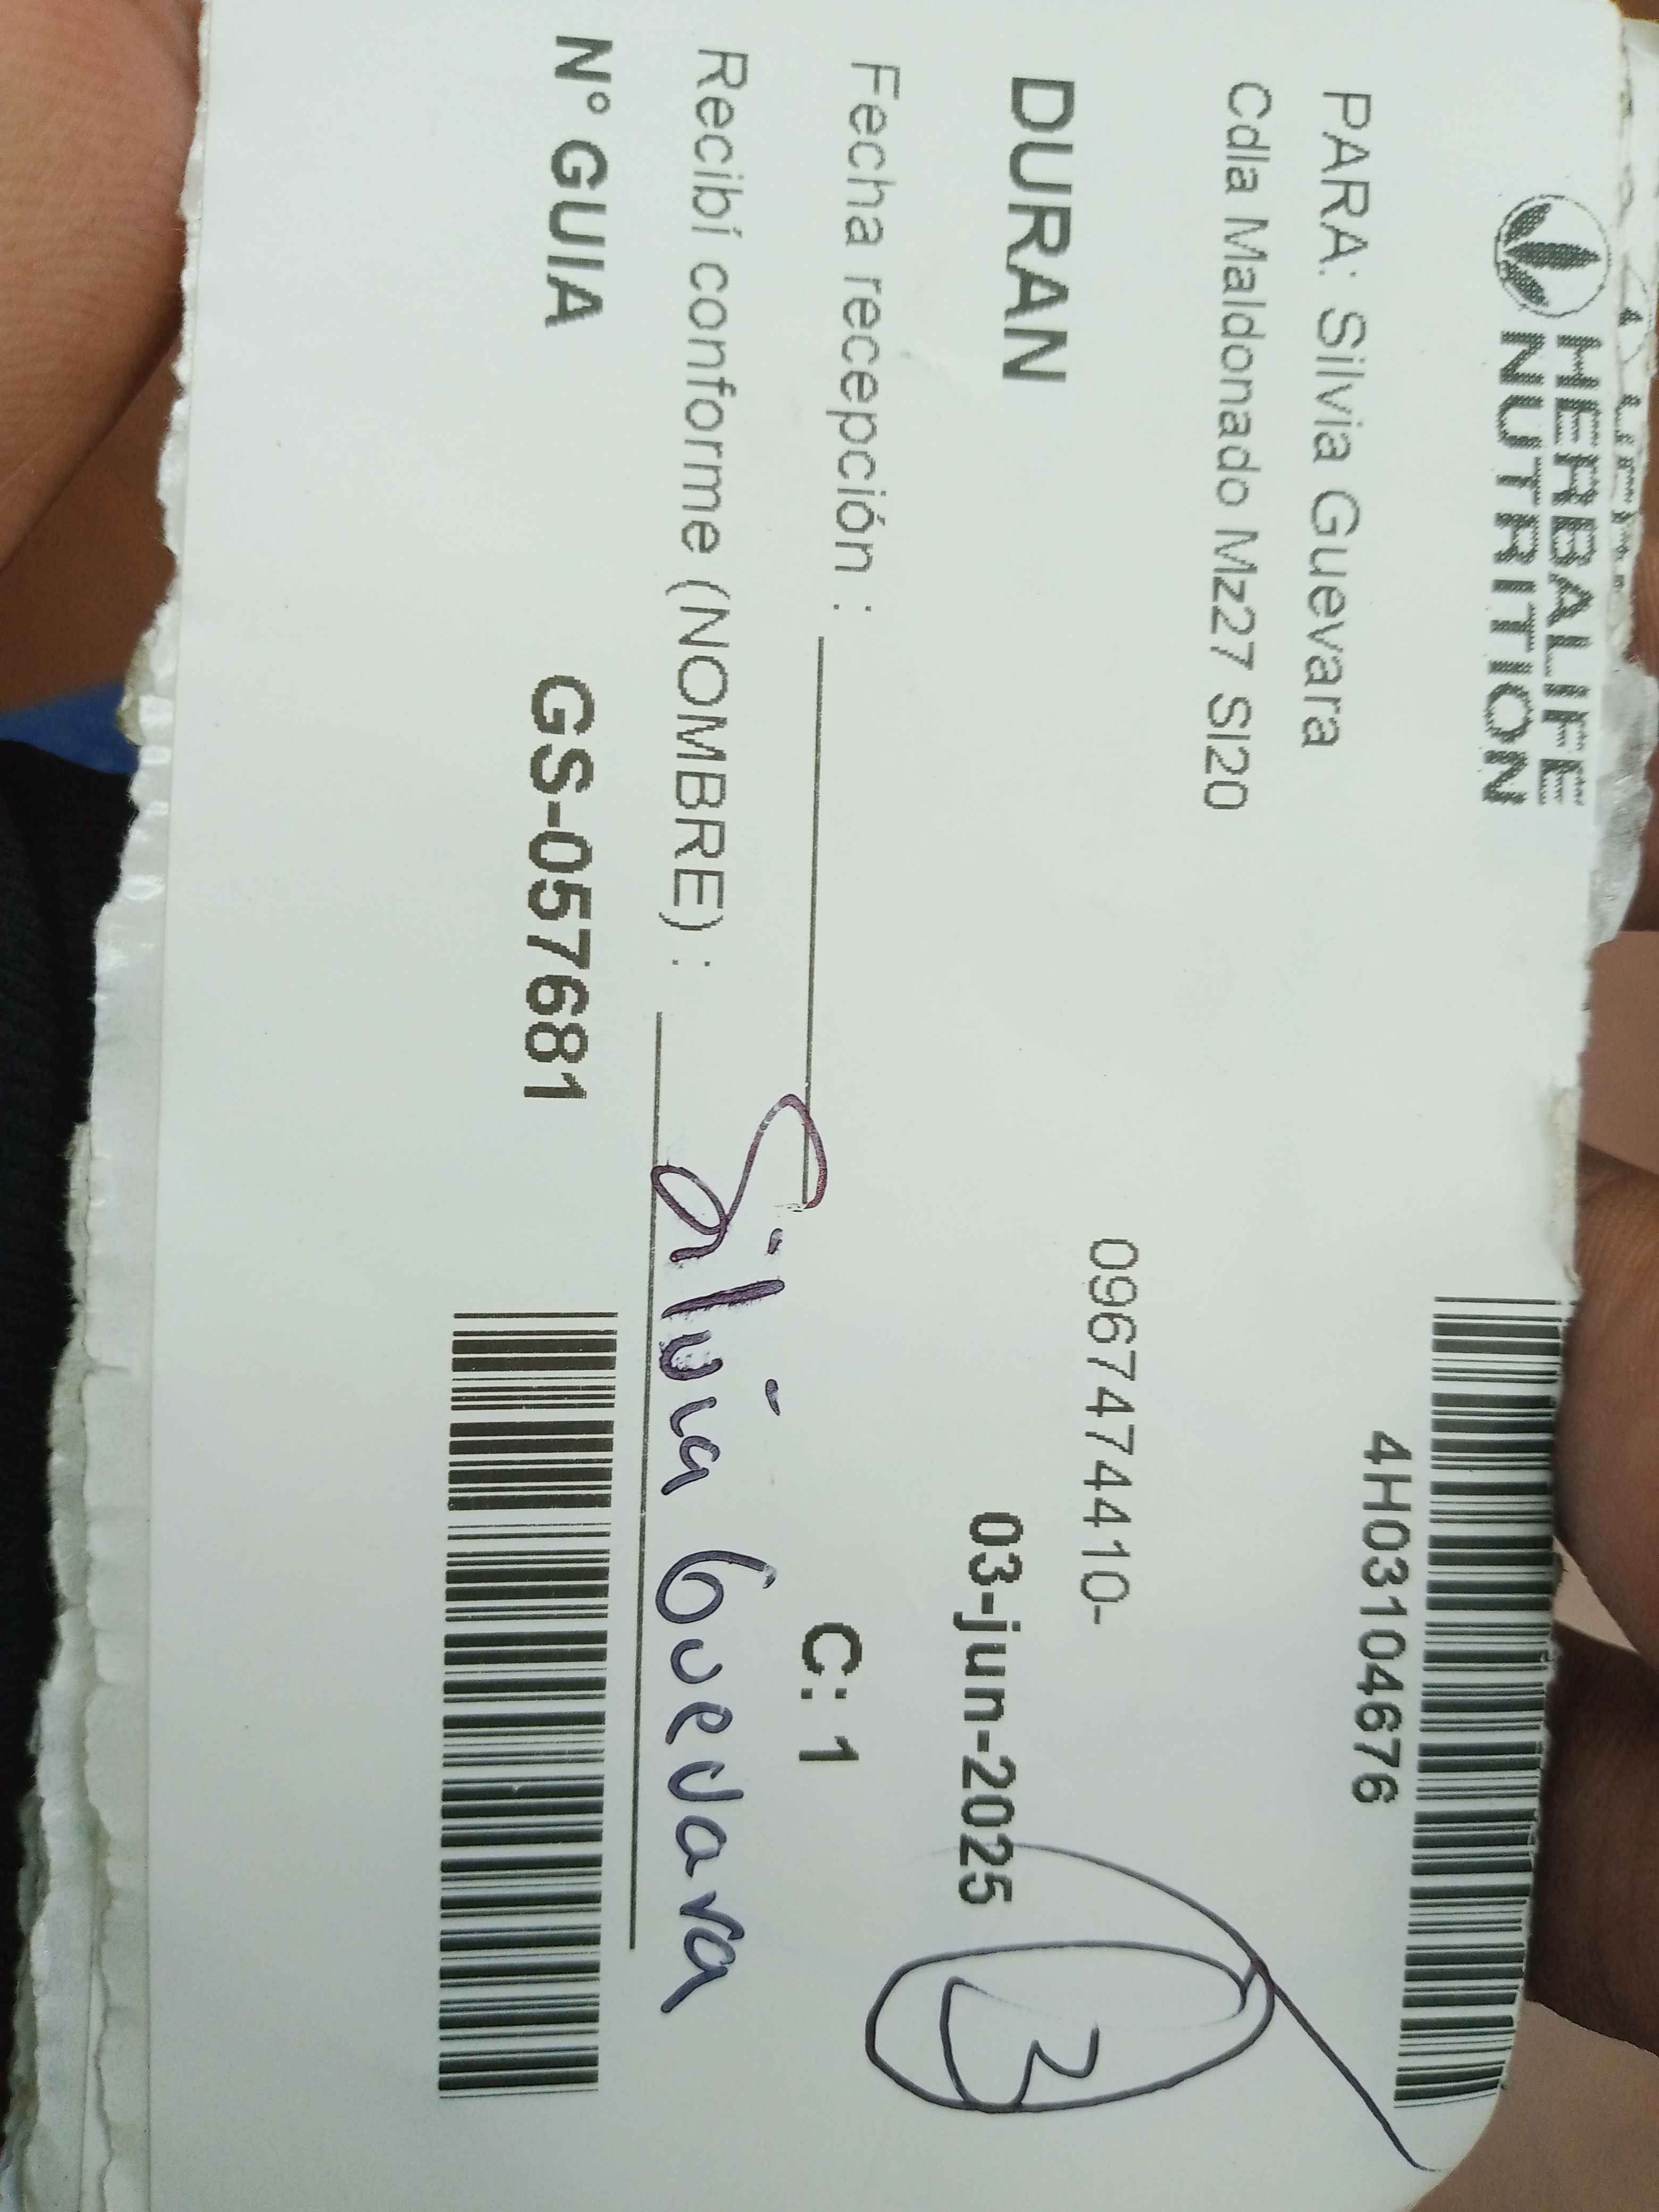 HERBALIFE
NUTRITION
4H03104676
PARA: Silvia Guevara
Cdla Maldonado Mz27 Sl20
0967474410-
DURAN
03-jun-2025
3
Fecha recepción :
C: 1
Recibí conforme (NOMBRE) : Silvia Guevara
N° GUIA GS-057681